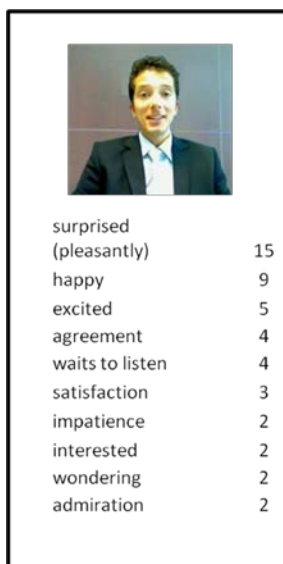 surprised
(pleasantly) 15
happy 9
excited 5
agreement 4
waits to listen 4
satisfaction 3
impatience 2
interested 2
wondering 2
admiration 2